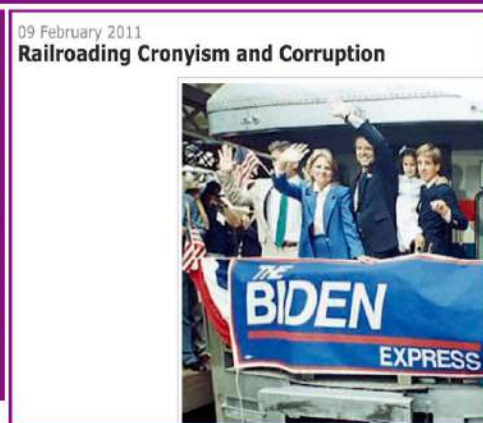 09 February 2011
Railroading Cronyism and Corruption
THE
BIDEN
EXPRESS